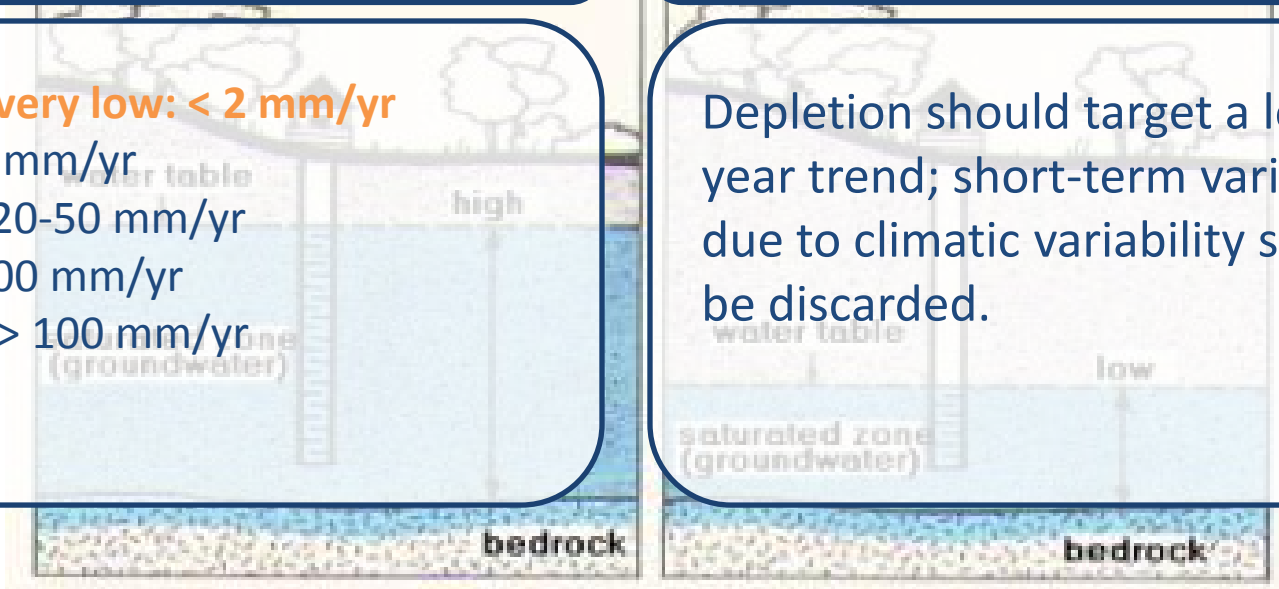 very low: < 2 mm/yr
mm/yr
20-50 mm/yr
00 mm/yr
> 100 mm/yr
water table
high
(groundwater)
bedrock
Depletion should target a
year trend; short-term vari
due to climatic variability s
be discarded.
water table
low
saturated zone
(groundwater)
bedrock